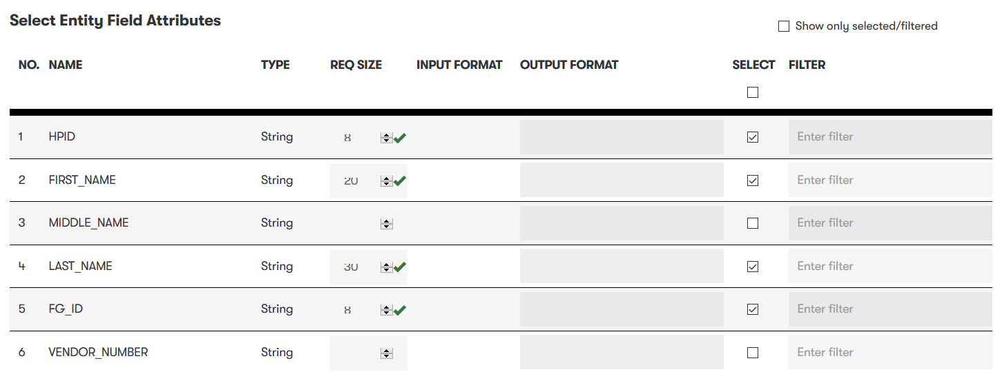 Select Entity Field Attributes
Show only selected/filtered
NO. NAME TYPE REQ SIZE INPUT FORMAT OUTPUT FORMAT SELECT FILTER
1 HPID String 8 Enter filter
2 FIRST_NAME String 20 Enter filter
3 MIDDLE_NAME String Enter filter
4 LAST_NAME String 30 Enter filter
5 FG_ID String 8 Enter filter
6 VENDOR_NUMBER String Enter filter